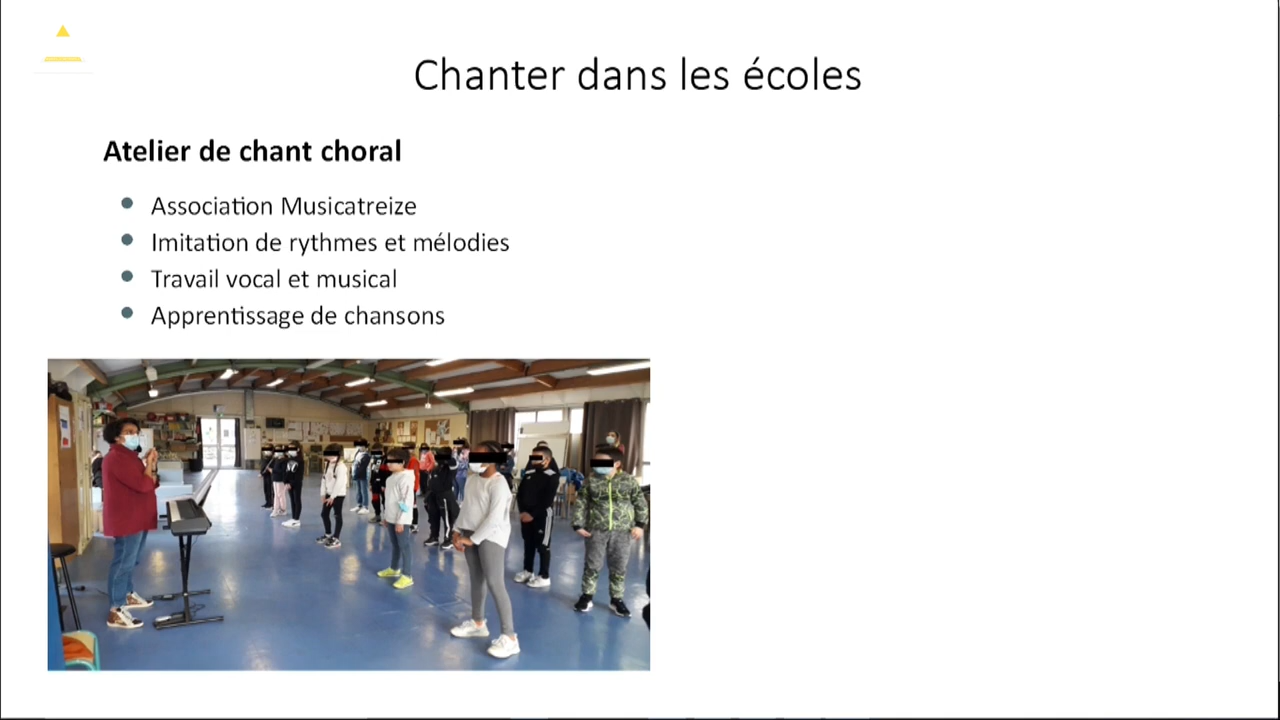 Chanter dans les écoles
Atelier de chant choral
Association Musicatreize
Imitation de rythmes et mélodies
Travail vocal et musical
Apprentissage de chansons